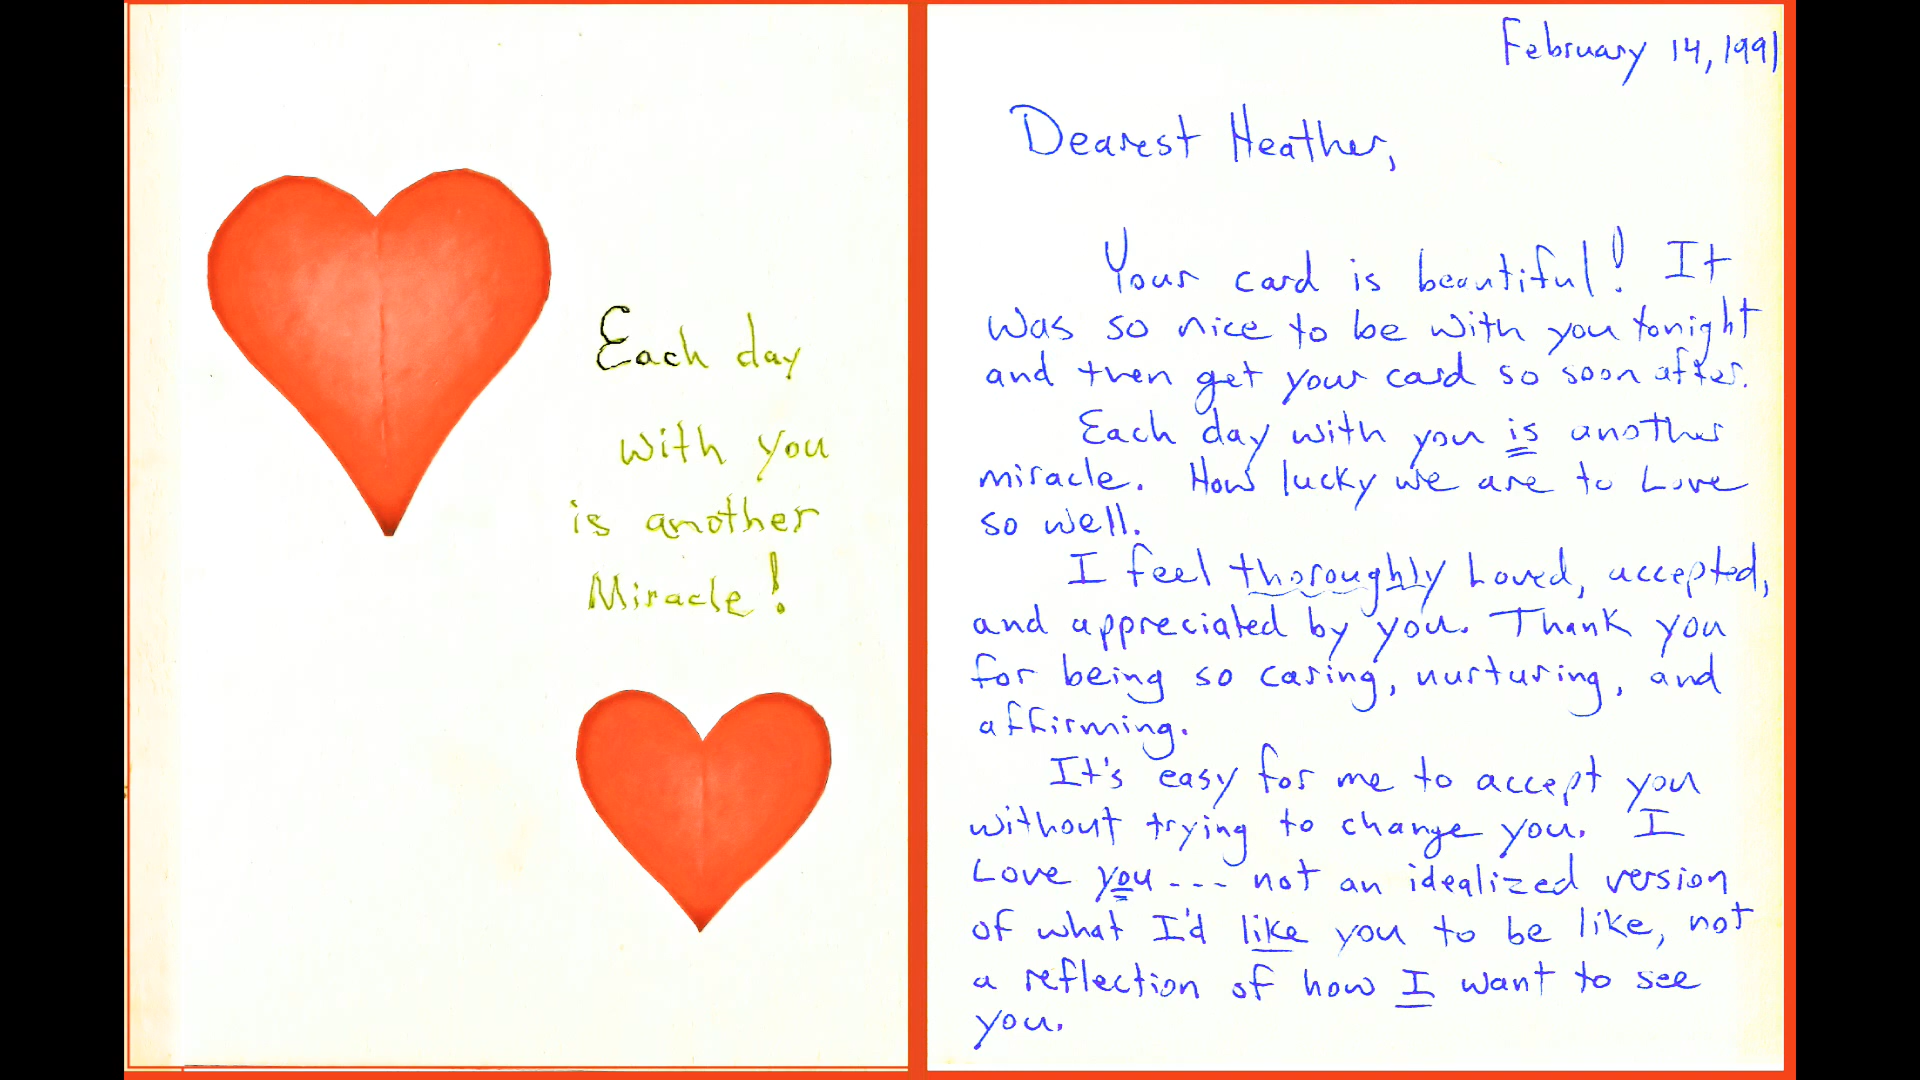 Each day
with you
is another
Miracle!
February 14, 1991
Dearest Heather,
Your card is beautiful! It
was so nice to be with you tonight
and then get your card so soon after.
Each day with you is another
miracle. How lucky we are to Love
so well.
I feel thoroughly Loved, accepted,
and appreciated by you. Thank you
for being so caring, nurturing, and
affirming.
It's easy for me to accept you
without trying to change you. I
Love you --- not an idealized version
of what I'd like you to be like, not
a reflection of how I want to see
you.